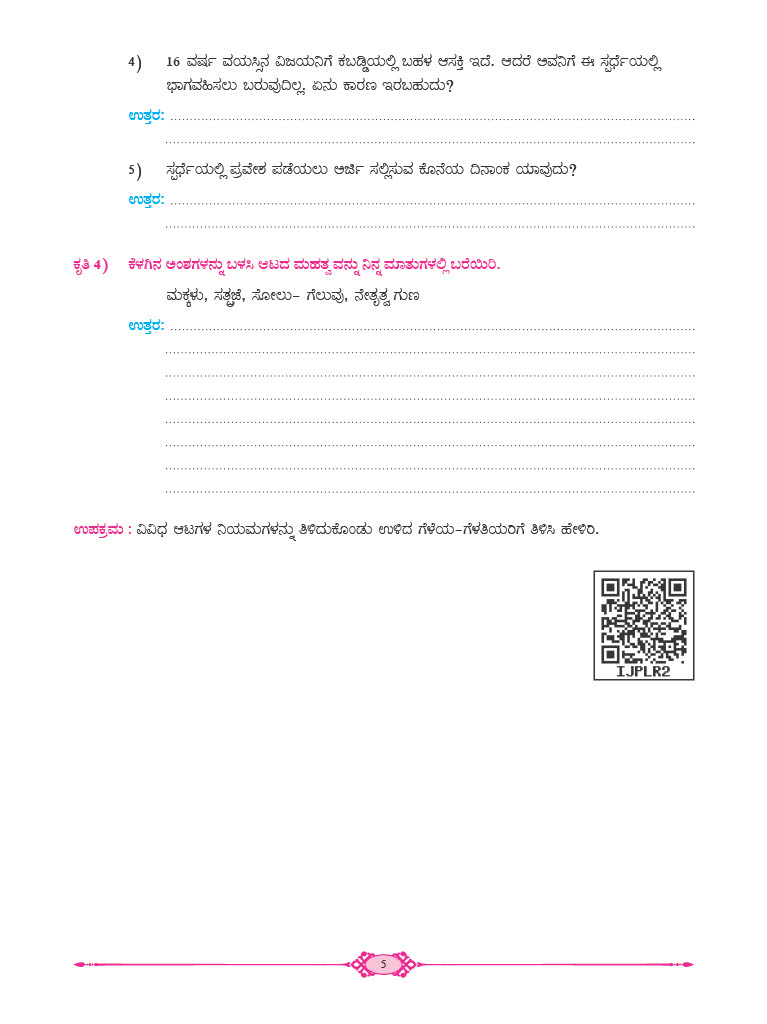 4) 16 ವರ್ಷ ವಯಸ್ಸಿನ ವಿಜಯನಿಗೆ ಕಬಡ್ಡಿಯಲ್ಲಿ ಬಹಳ ಆಸಕ್ತಿ ಇದೆ. ಆದರೆ ಅವನಿಗೆ ಈ ಸ್ಪರ್ಧೆಯಲ್ಲಿ
ಭಾಗವಹಿಸಲು ಬರುವುದಿಲ್ಲ. ಏನು ಕಾರಣ ಇರಬಹುದು?
ಉತ್ತರ:
5) ಸ್ಪರ್ಧೆಯಲ್ಲಿ ಪ್ರವೇಶ ಪಡೆಯಲು ಅರ್ಜಿ ಸಲ್ಲಿಸುವ ಕೊನೆಯ ದಿನಾಂಕ ಯಾವುದು?
ಉತ್ತರ:
ಕೃತಿ 4) ಕೆಳಗಿನ ಅಂಶಗಳನ್ನು ಬಳಸಿ ಆಟದ ಮಹತ್ವವನ್ನು ನಿನ್ನ ಮಾತುಗಳಲ್ಲಿ ಬರೆಯಿರಿ.
ಮಕ್ಕಳು, ಸತ್ಪ್ರಜೆ, ಸೋಲು- ಗೆಲುವು, ನೇತೃತ್ವ ಗುಣ
ಉತ್ತರ:
ಉಪಕ್ರಮ : ವಿವಿಧ ಆಟಗಳ ನಿಯಮಗಳನ್ನು ತಿಳಿದುಕೊಂಡು ಉಳಿದ ಗೆಳೆಯ-ಗೆಳತಿಯರಿಗೆ ತಿಳಿಸಿ ಹೇಳಿರಿ.
IJPLR2
5